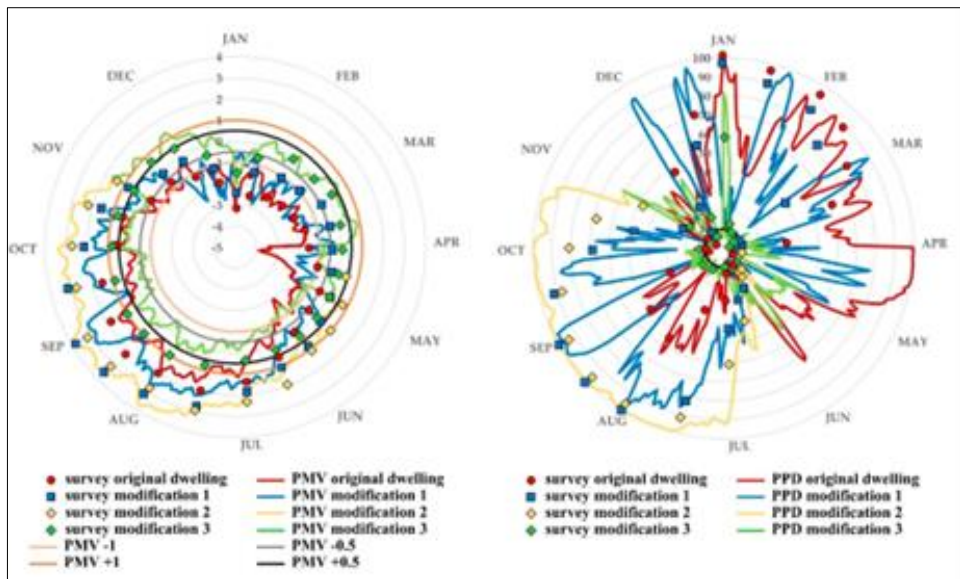 JAN
FEB
MAR
APR
MAY
JUN
JUL
AUG
SEP
OCT
NOV
DEC
4
3
2
1
-3
-4
-5
survey original dwelling
survey modification 1
survey modification 2
survey modification 3
PMV -1
PMV +1
PMV original dwelling
PMV modification 1
PMV modification 2
PMV modification 3
PMV -0.5
PMV +0.5
JAN
FEB
MAR
APR
MAY
JUN
JUL
AUG
SEP
OCT
NOV
DEC
100
90
80
survey original dwelling
survey modification 1
survey modification 2
survey modification 3
PPD original dwelling
PPD modification 1
PPD modification 2
PPD modification 3